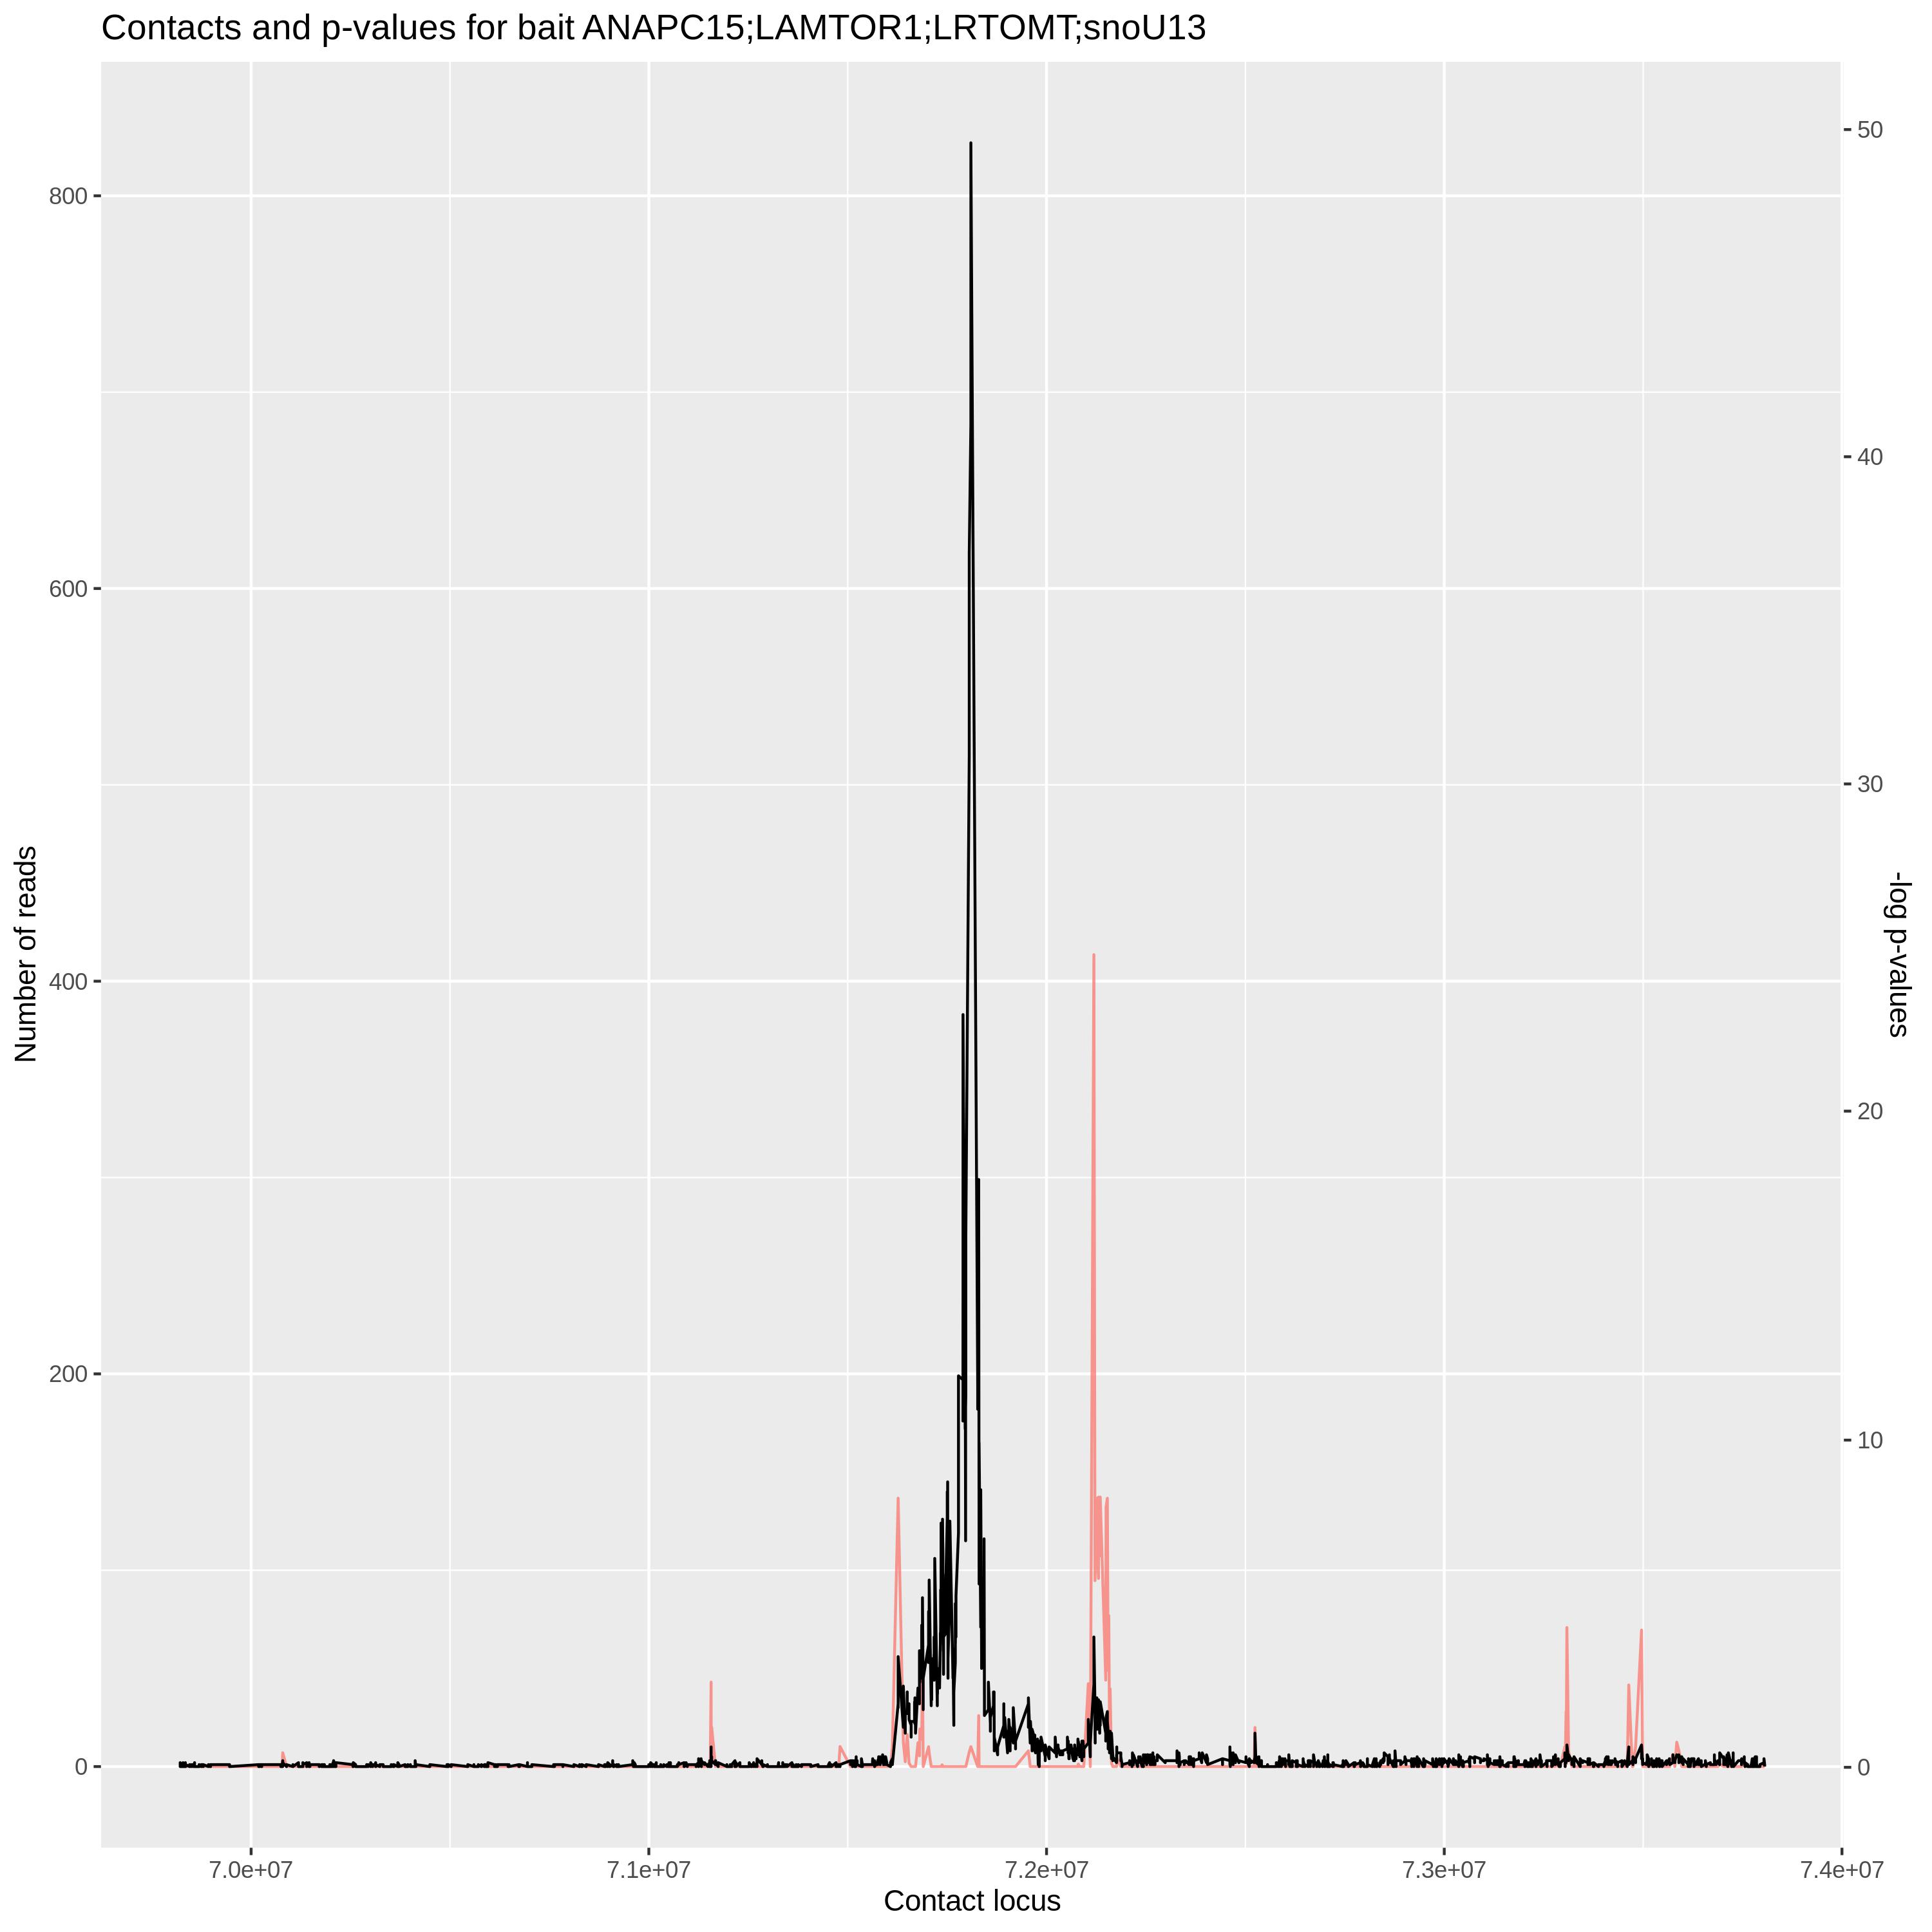 Contacts and p-values for bait ANAPC15;LAMTOR1;LRTOMT;snoU13
800
600
400
200
0
Number of reads
50
40
30
20
10
0
-log p-values
7.0e+07
7.1e+07
7.2e+07
7.3e+07
7.4e+07
Contact locus